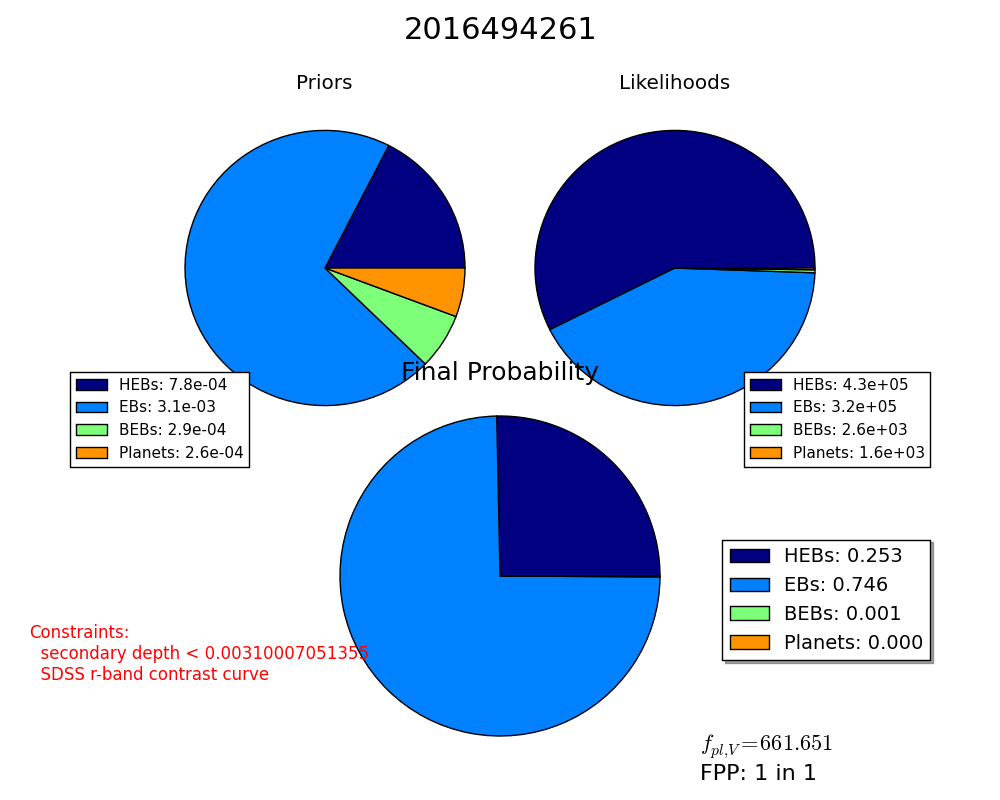 2016494261
Priors
Likelihoods
HEBs: 7.8e-04
EBs: 3.1e-03
BEBs: 2.9e-04
Planets: 2.6e-04
HEBs: 4.3e+05
EBs: 3.2e+05
BEBs: 2.6e+03
Planets: 1.6e+03
Final Probability
HEBs: 0.253
EBs: 0.746
BEBs: 0.001
Planets: 0.000
Constraints:
secondary depth < 0.00310007051355
SDSS r-band contrast curve
f_{pl,V}=661.651
FPP: 1 in 1